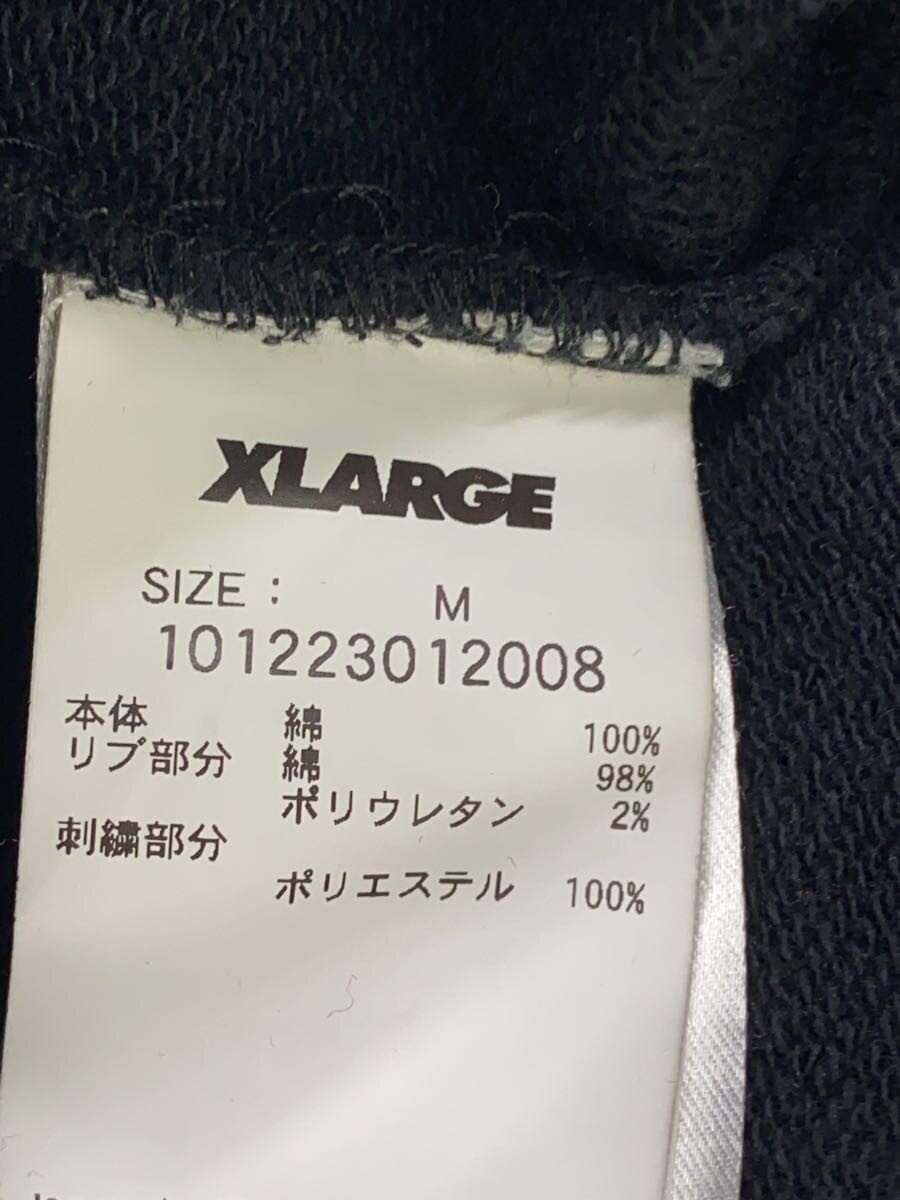 XLARGE
SIZE : M
101223012008
本体 綿 100%
リブ部分 綿 98%
ポリウレタン 2%
刺繍部分
ポリエステル 100%